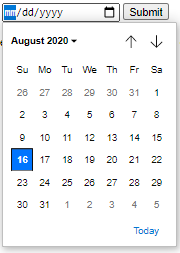 mm/dd/yyyy Submit
August 2020
Su Mo Tu We Th Fr Sa
26 27 28 29 30 31 1
2 3 4 5 6 7 8
9 10 11 12 13 14 15
16 17 18 19 20 21 22
23 24 25 26 27 28 29
30 31 1 2 3 4 5
Today